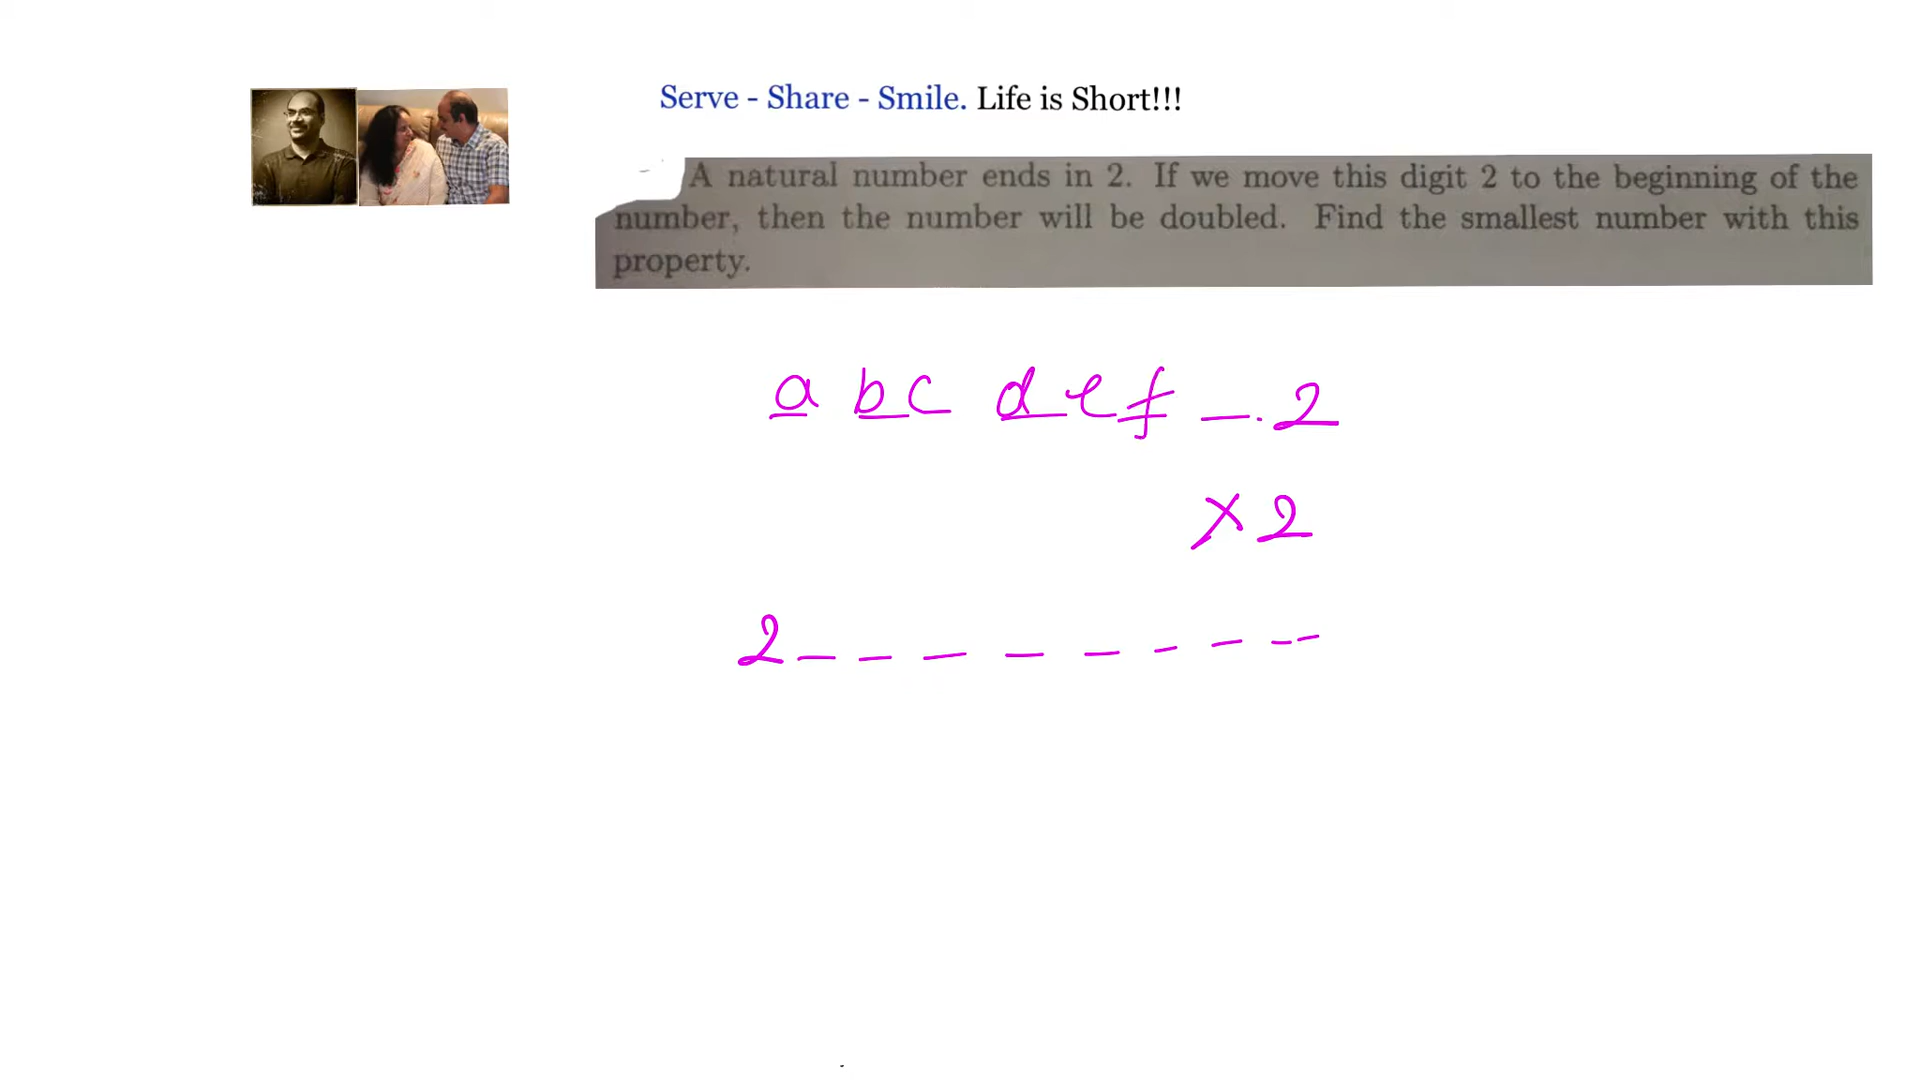 Serve - Share - Smile. Life is Short!!!
A natural number ends in 2. If we move this digit 2 to the beginning of the
number, then the number will be doubled. Find the smallest number with this
property.
a b c d e f _ . 2
× 2
2 _ _ _ _ _ _ _ _ _